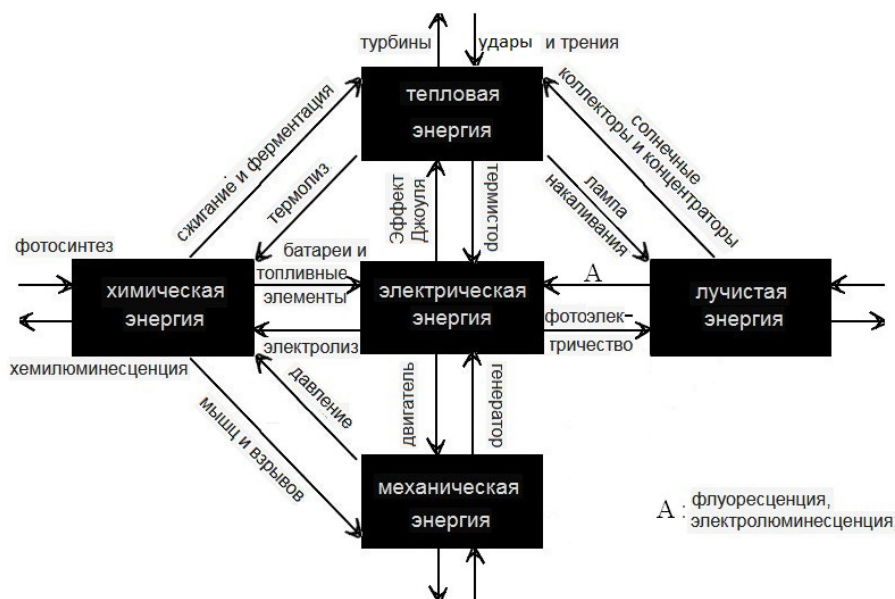 турбины
удары и трения
тепловая
энергия
сжигание и ферментация
термолиз
Эффект
Джоуля
термистор
лампа
накапивания
солнечные
коллекторы и концентраторы
фотосинтез
батареи и
топливные
элементы
химическая
энергия
электрическая
энергия
A
лучистая
энергия
фотоэлек-
тричество
электролиз
хемилюминесценция
давление
мышц и взрывов
двигатель
генератор
механическая
энергия
A : флуоресценция,
электролюминесценция